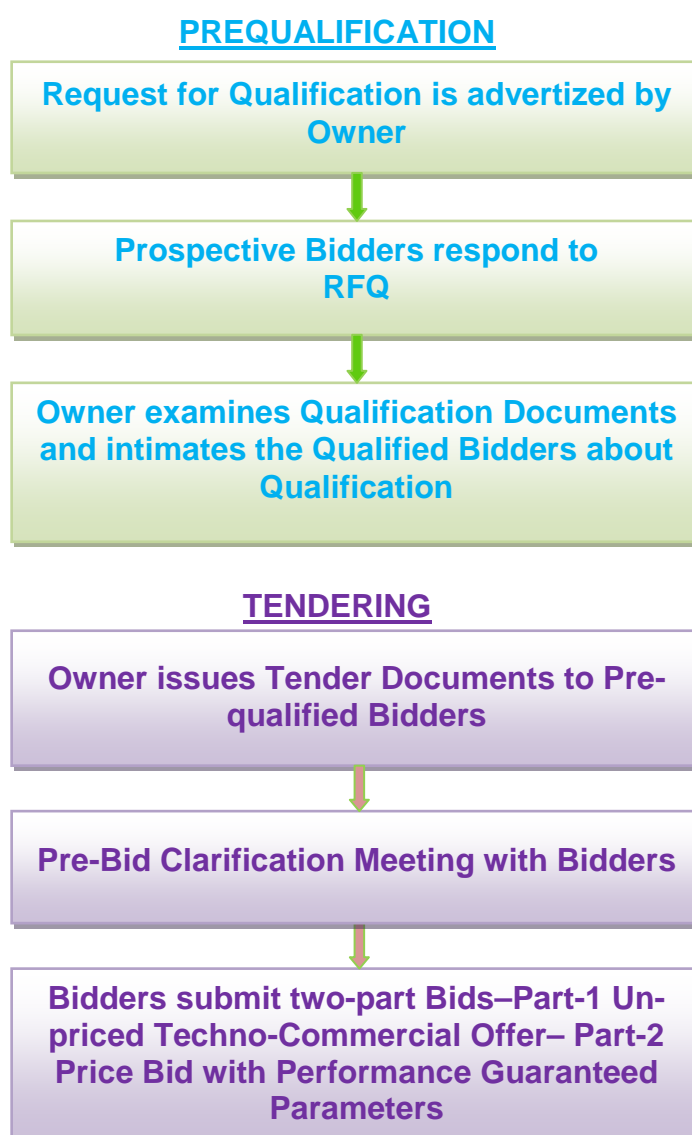 PREQUALIFICATION
Request for Qualification is advertized by
Owner
Prospective Bidders respond to
RFQ
Owner examines Qualification Documents
and intimates the Qualified Bidders about
Qualification
TENDERING
Owner issues Tender Documents to Pre-
qualified Bidders
Pre-Bid Clarification Meeting with Bidders
Bidders submit two-part Bids–Part-1 Un-
priced Techno-Commercial Offer– Part-2
Price Bid with Performance Guaranteed
Parameters